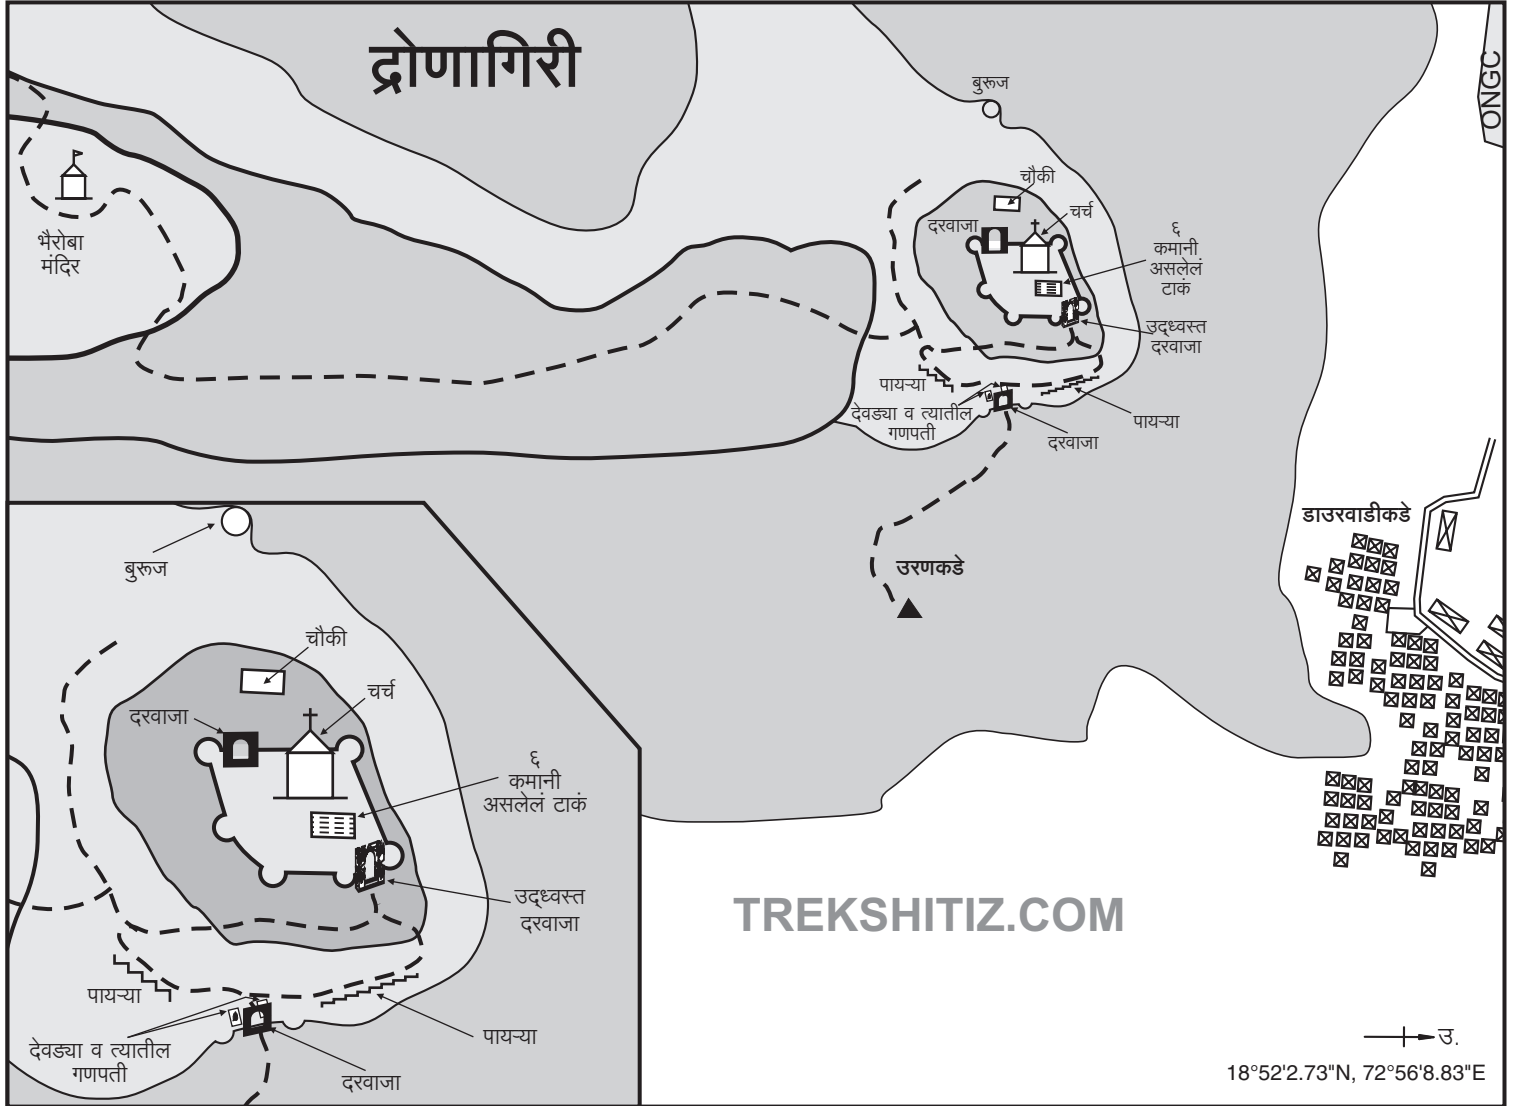 द्रोणागिरी
ONGC
बुरूज
चौकी
चर्च
दरवाजा
६
कमानी
असलेलं
टाकं
भैरोबा
मंदिर
उद्ध्वस्त
दरवाजा
पायऱ्या
देवड्या व त्यातील
गणपती
पायऱ्या
दरवाजा
डाउरवाडीकडे
उरणकडे
बुरूज
चौकी
चर्च
दरवाजा
६
कमानी
असलेलं टाकं
उद्ध्वस्त
दरवाजा
TREKSHITIZ.COM
पायऱ्या
पायऱ्या
देवड्या व त्यातील
गणपती
दरवाजा
उ.
18°52'2.73"N, 72°56'8.83"E